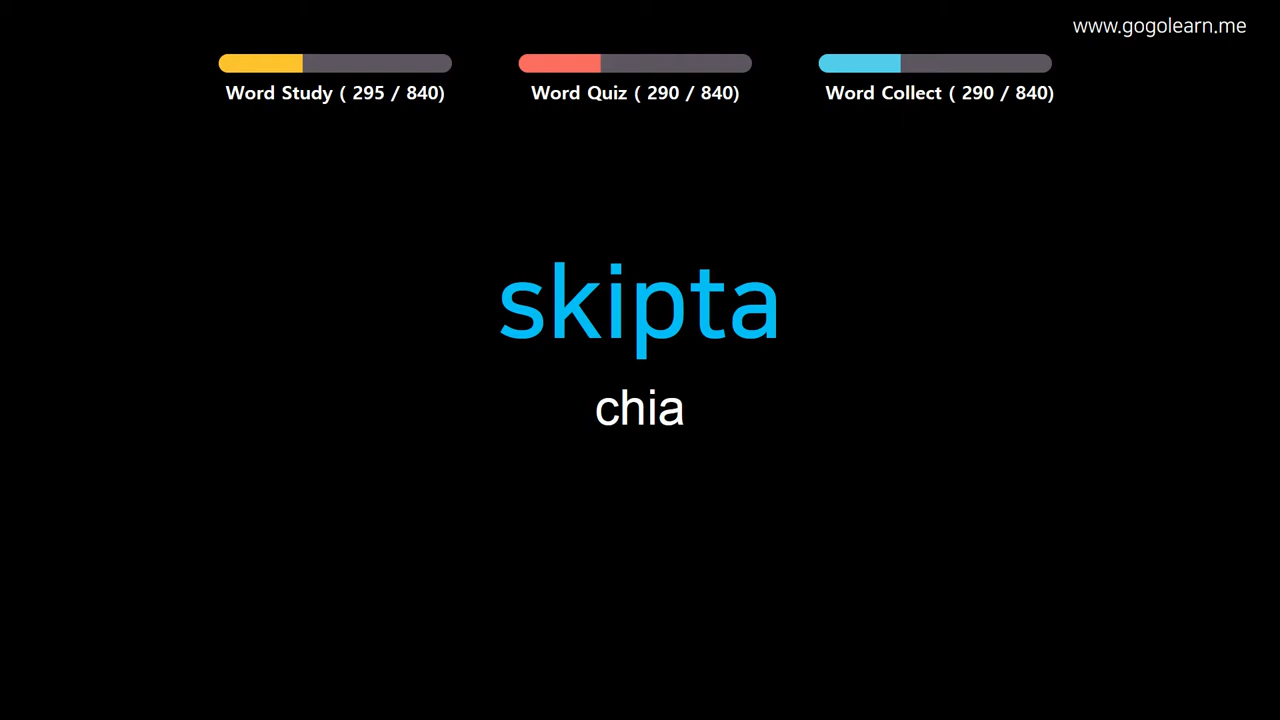 www.gogolearn.me
Word Study ( 295 / 840)
Word Quiz ( 290 / 840)
Word Collect ( 290 / 840)
skipta
chia